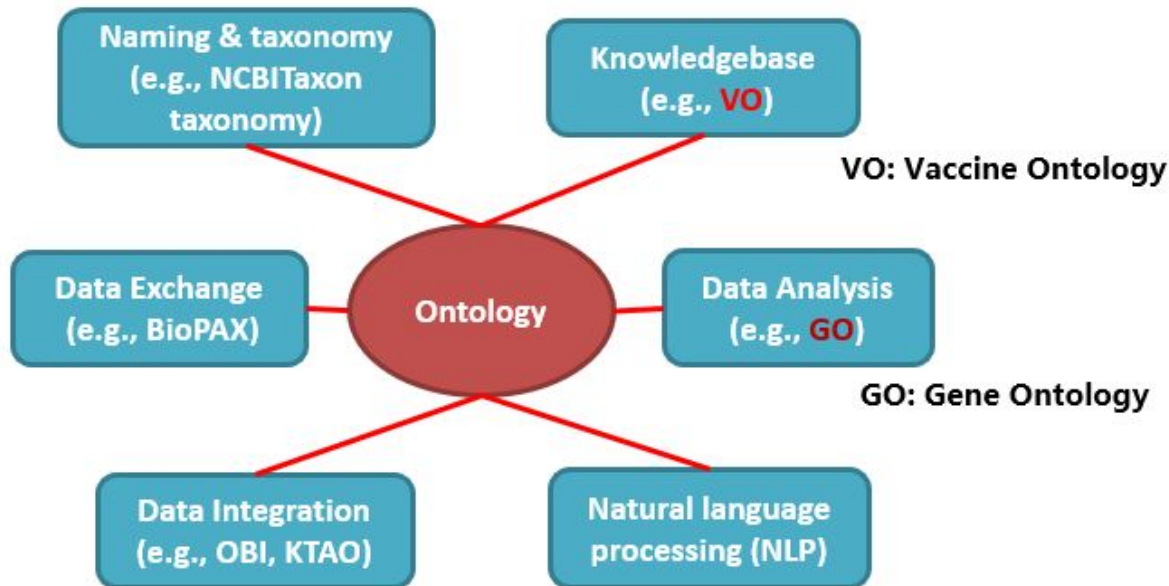 Naming & taxonomy
(e.g., NCBITaxon
taxonomy)
Knowledgebase
(e.g., VO)
VO: Vaccine Ontology
Data Exchange
(e.g., BioPAX)
Ontology
Data Analysis
(e.g., GO)
GO: Gene Ontology
Data Integration
(e.g., OBI, KTAO)
Natural language
processing (NLP)